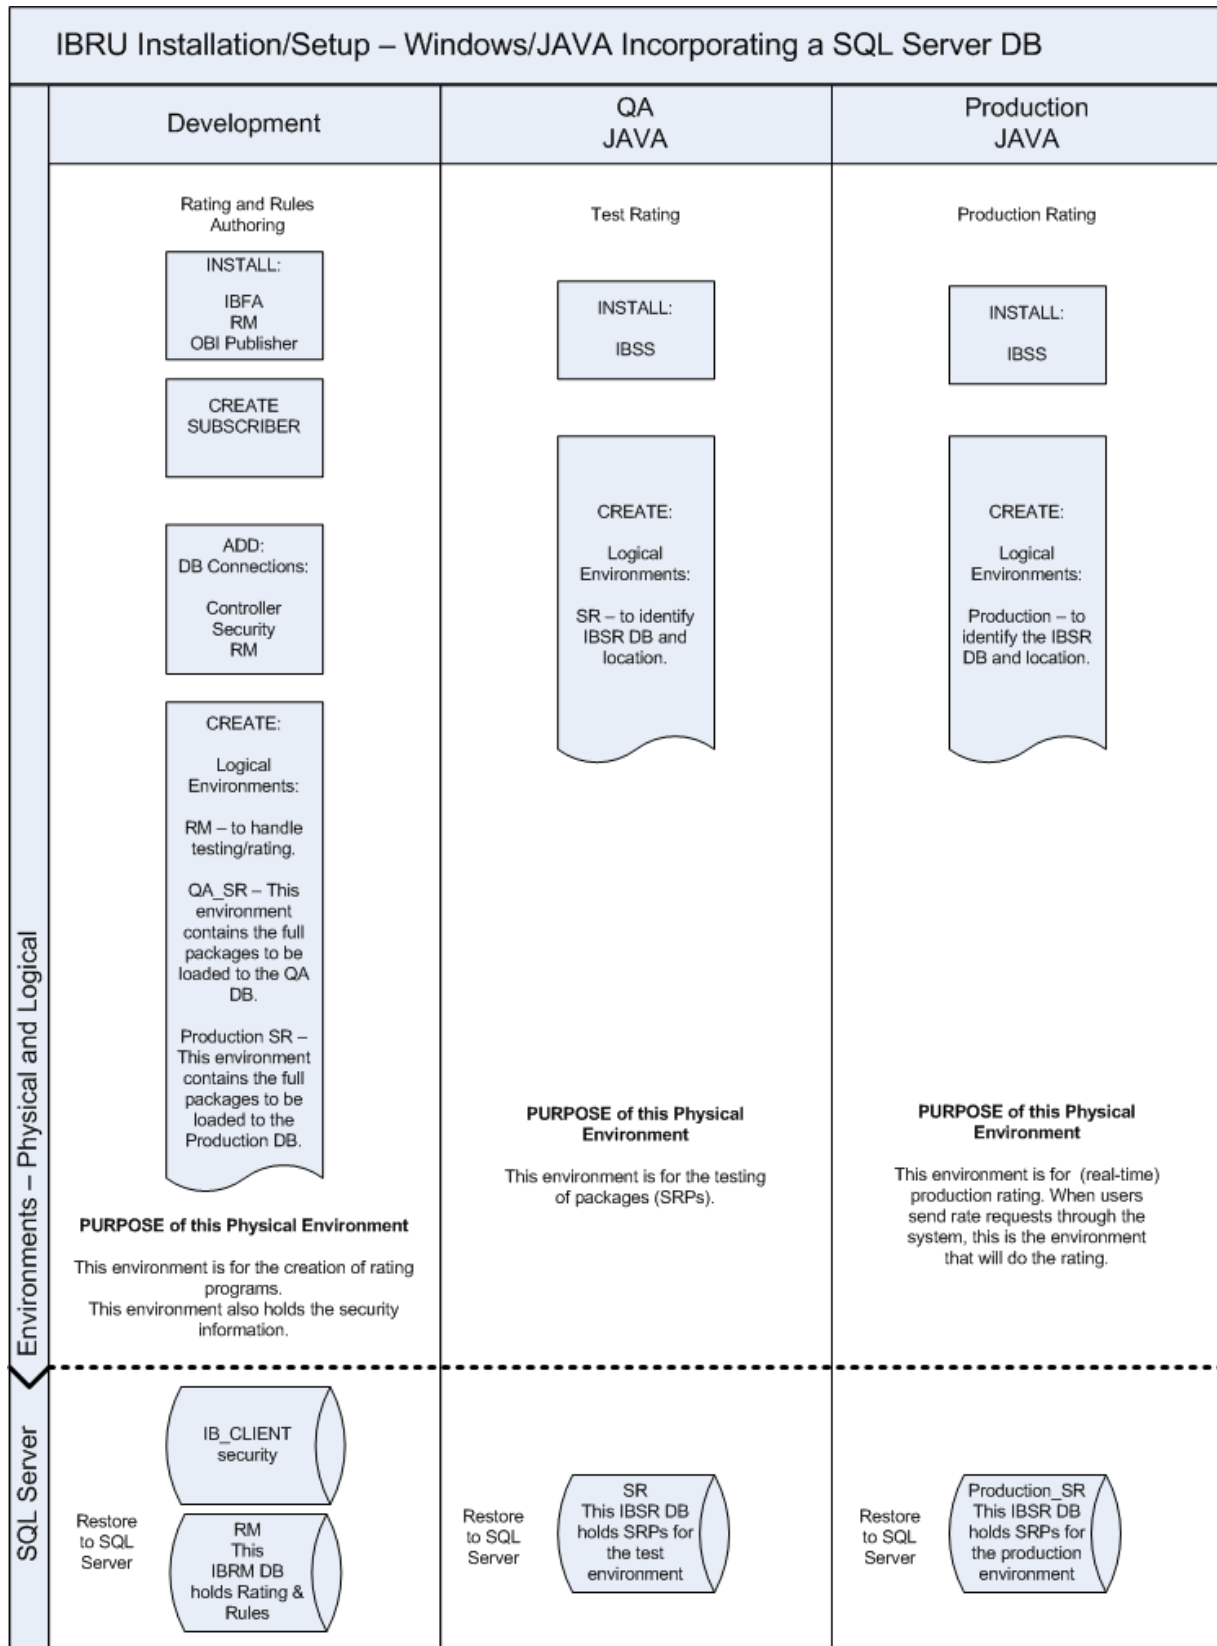 IBRU Installation/Setup – Windows/JAVA Incorporating a SQL Server DB
Environments – Physical and Logical
Development
Rating and Rules
Authoring
INSTALL:
IBFA
RM
OBI Publisher
CREATE
SUBSCRIBER
ADD:
DB Connections:
Controller
Security
RM
CREATE:
Logical
Environments:
RM – to handle
testing/rating.
QA_SR – This
environment
contains the full
packages to be
loaded to the QA
DB.
Production SR –
This environment
contains the full
packages to be
loaded to the
Production DB.
PURPOSE of this Physical Environment
This environment is for the creation of rating
programs.
This environment also holds the security
information.
QA
JAVA
Test Rating
INSTALL:
IBSS
CREATE:
Logical
Environments:
SR – to identify
IBSR DB and
location.
PURPOSE of this Physical
Environment
This environment is for the testing
of packages (SRPs).
Production
JAVA
Production Rating
INSTALL:
IBSS
CREATE:
Logical
Environments:
Production – to
identify the IBSR
DB and location.
PURPOSE of this Physical
Environment
This environment is for (real-time)
production rating. When users
send rate requests through the
system, this is the environment
that will do the rating.
SQL Server
Restore
to SQL
Server
IB_CLIENT
security
RM
This
IBRM DB
holds Rating &
Rules
Restore
to SQL
Server
SR
This IBSR DB
holds SRPs for
the test
environment
Restore
to SQL
Server
Production_SR
This IBSR DB
holds SRPs for
the production
environment